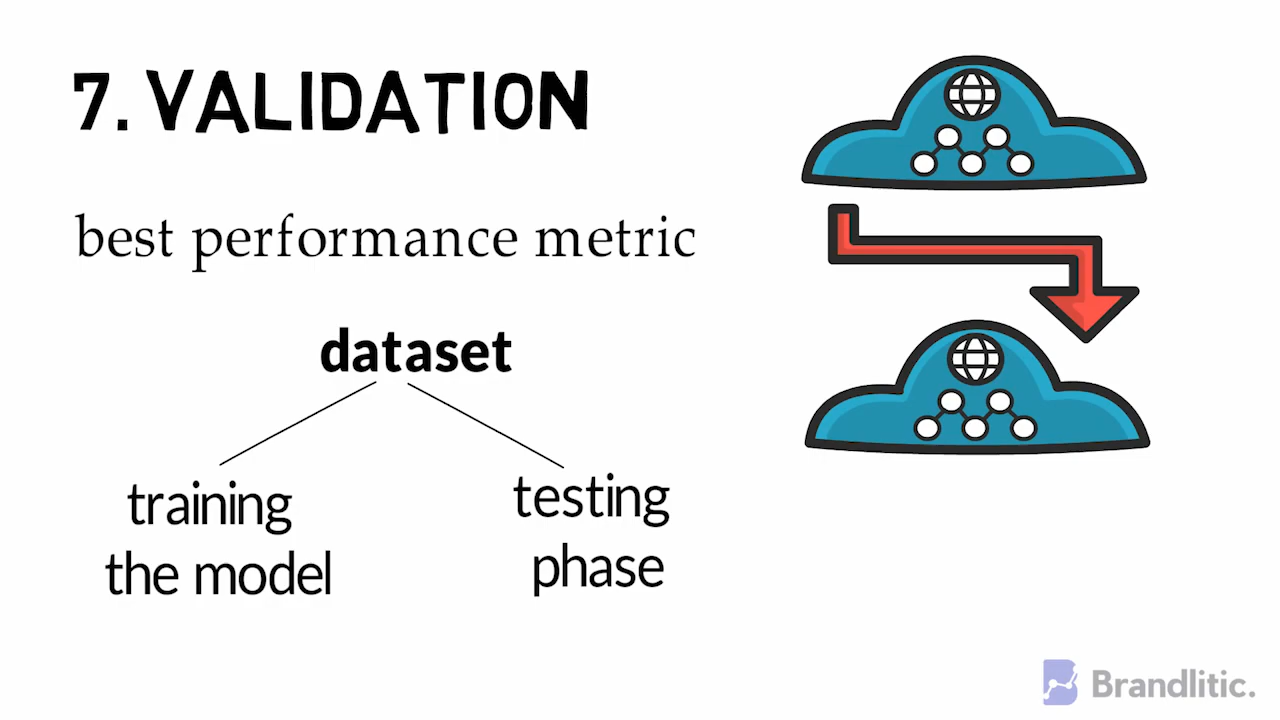 7. VALIDATION
best performance metric
dataset
training
the model
testing
phase
Brandlitic.